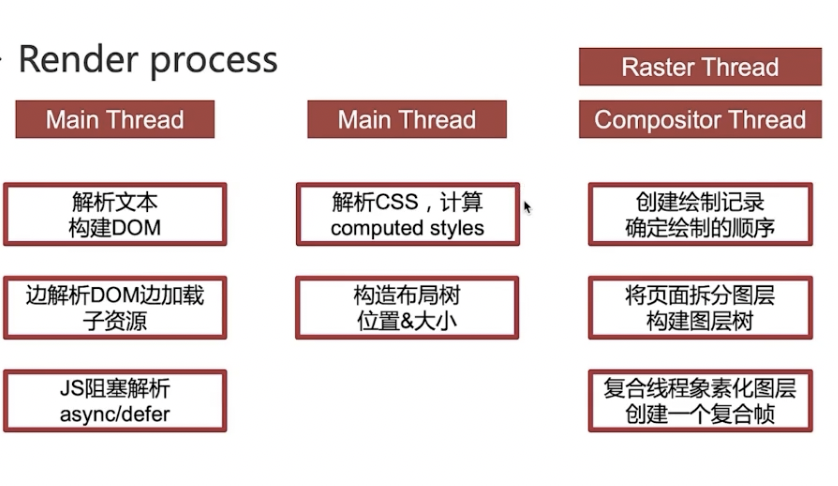 Render process
Main Thread
解析文本
构建DOM
边解析DOM边加载
子资源
JS阻塞解析
async/defer
Main Thread
解析CSS，计算
computed styles
构造布局树
位置&大小
Raster Thread
Compositor Thread
创建绘制记录
确定绘制的顺序
将页面拆分图层
构建图层树
复合线程象素化图层
创建一个复合帧